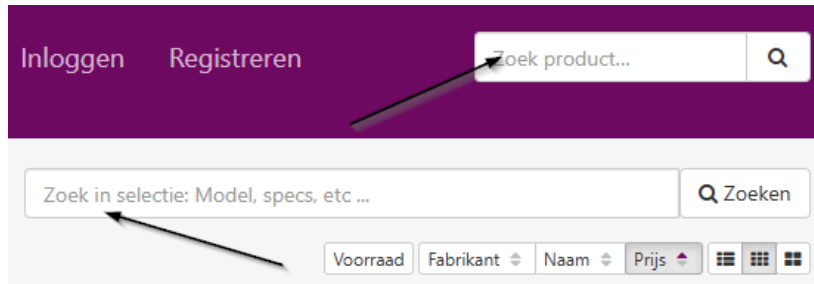 Inloggen Registreren Zoek product...
Zoek in selectie: Model, specs, etc ... Zoeken
Voorraad Fabrikant Naam Prijs